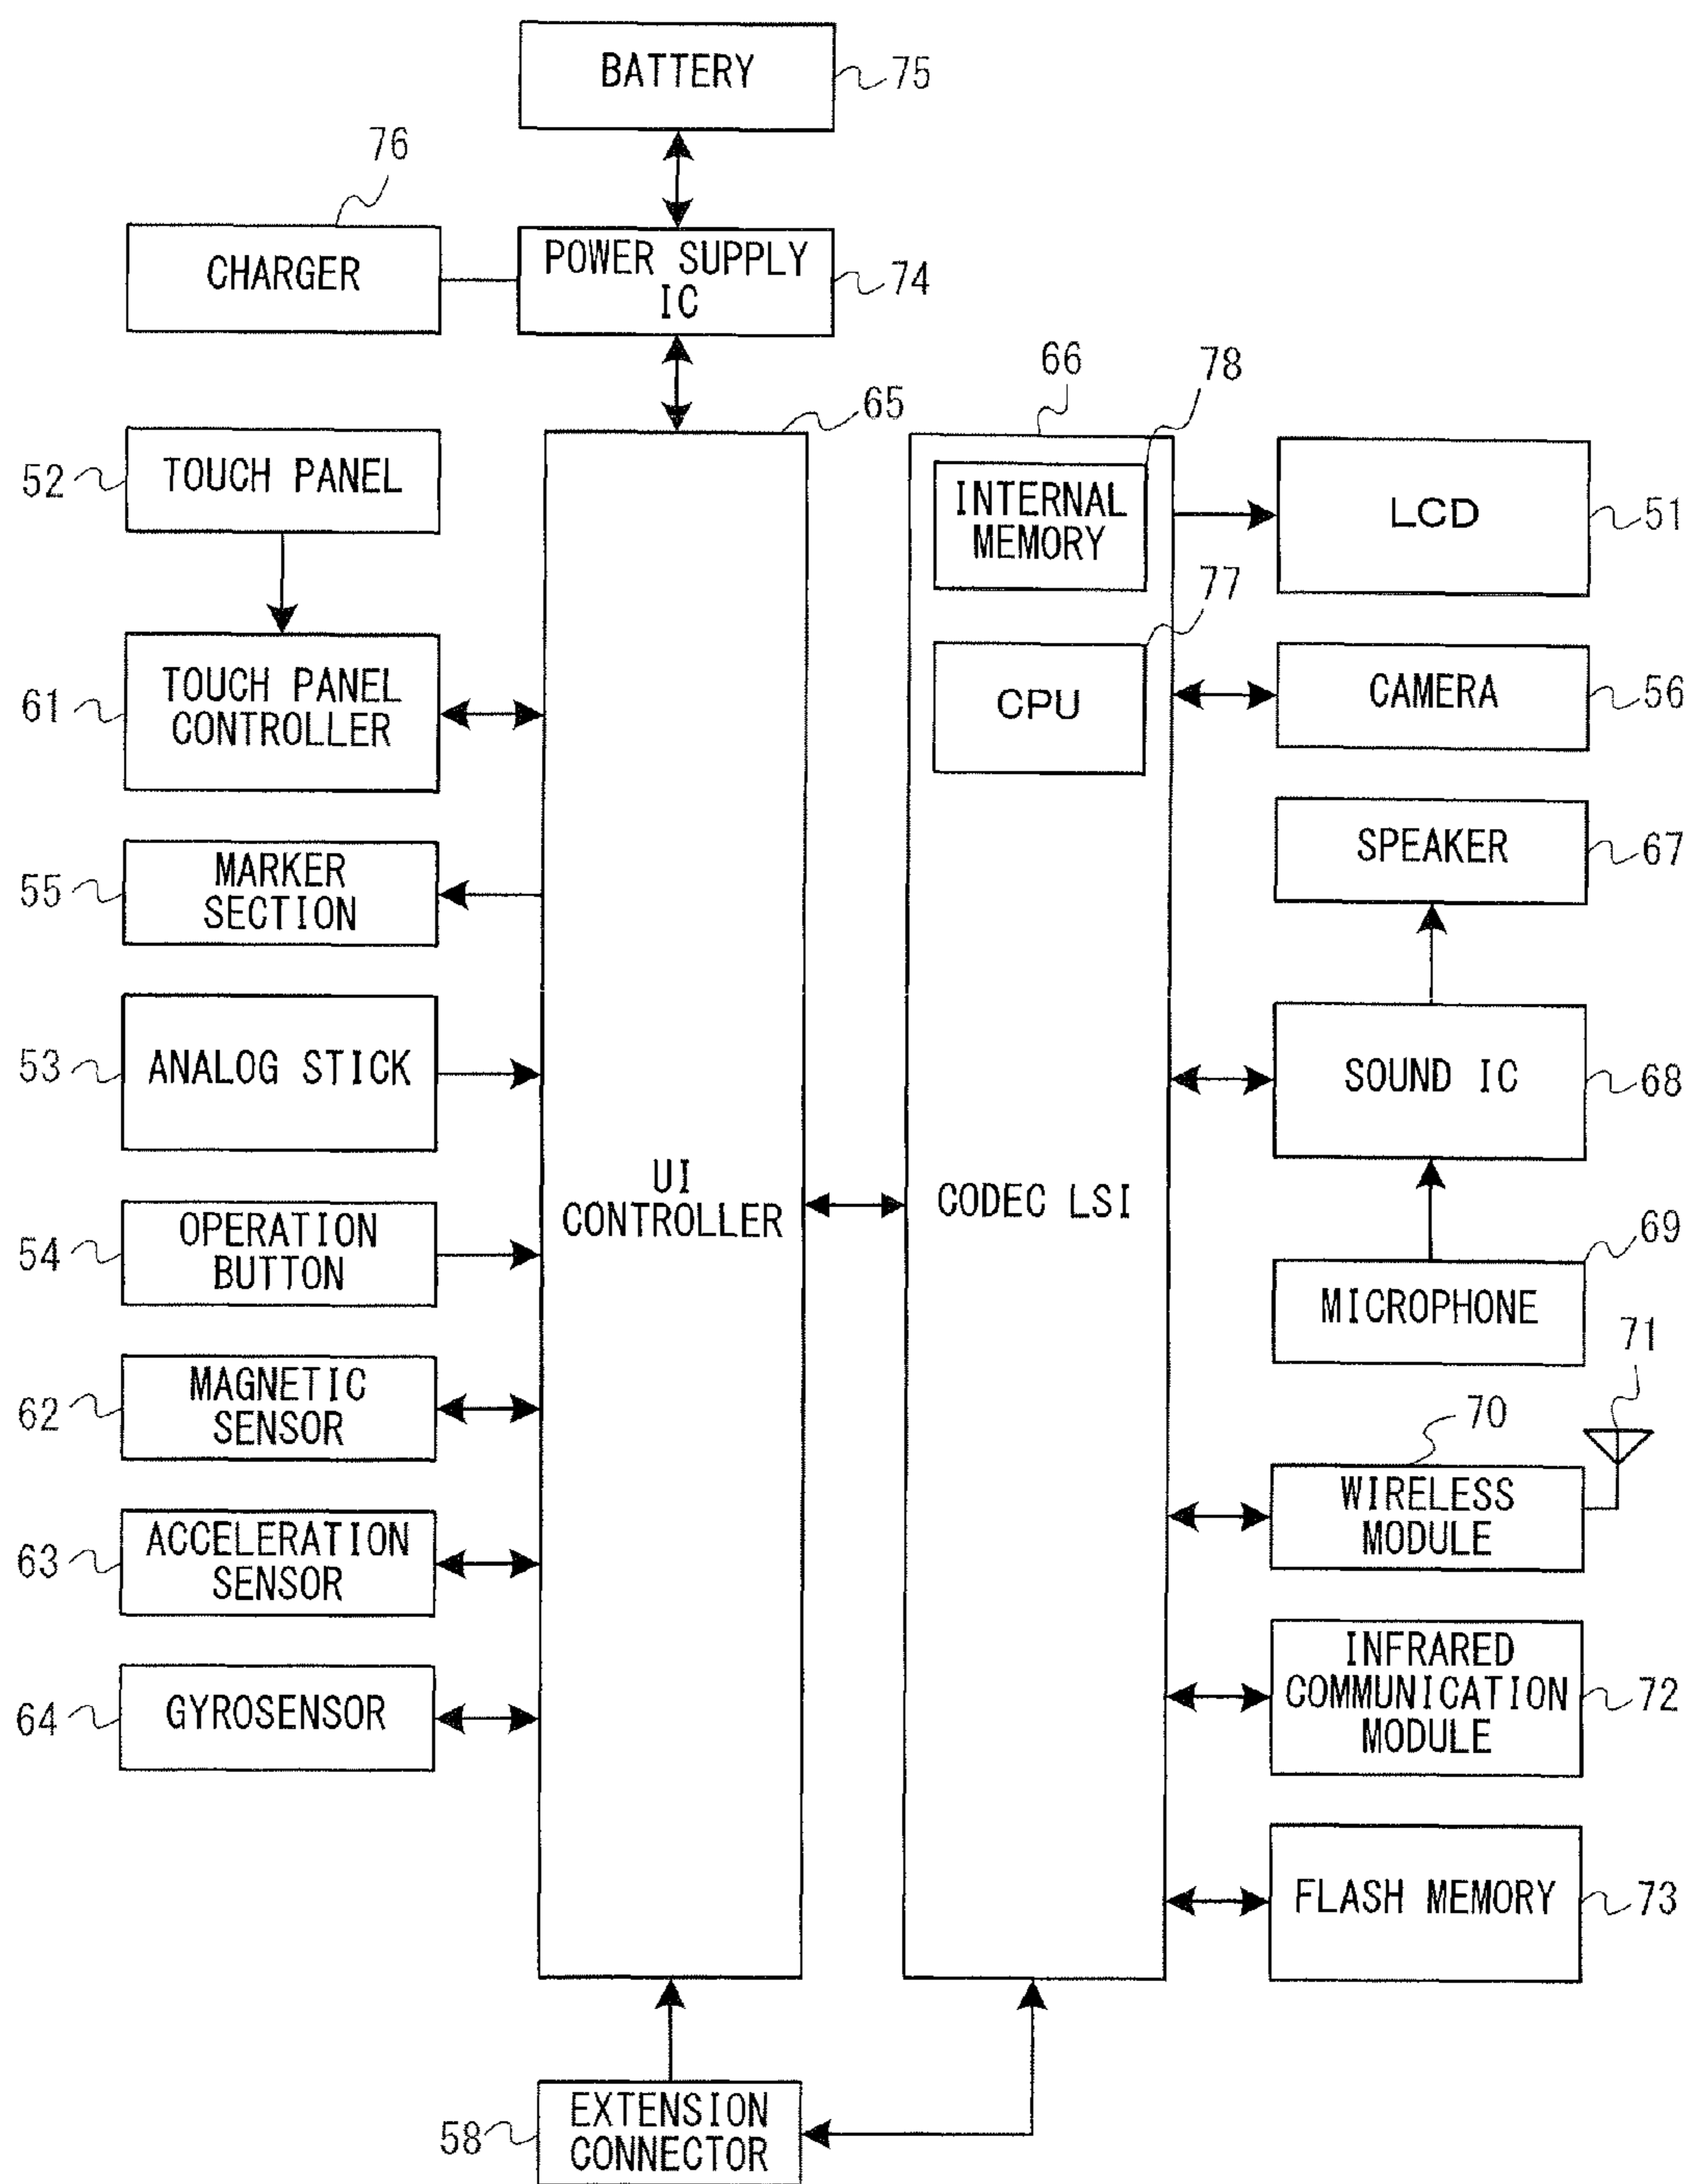 BATTERY
75
76
CHARGER
POWER SUPPLY
IC
74
65
66
78
52
TOUCH PANEL
INTERNAL
MEMORY
LCD
51
77
61
TOUCH PANEL
CONTROLLER
CPU
CAMERA
56
SPEAKER
67
55
MARKER
SECTION
53
ANALOG STICK
SOUND IC
68
UI
CONTROLLER
CODEC LSI
54
OPERATION
BUTTON
69
MICROPHONE
71
62
MAGNETIC
SENSOR
70
WIRELESS
MODULE
63
ACCELERATION
SENSOR
INFRARED
COMMUNICATION
MODULE
72
64
GYROSENSOR
FLASH MEMORY
73
58
EXTENSION
CONNECTOR